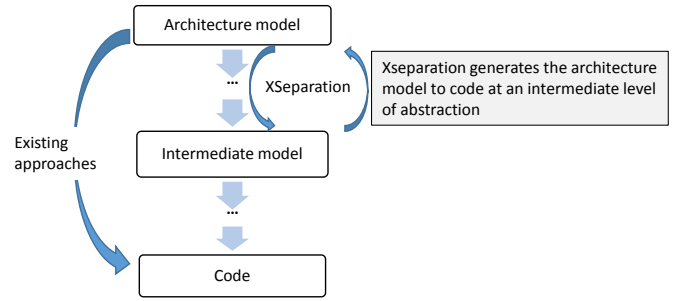 Architecture model
...
XSeparation
Xseparation generates the architecture
model to code at an intermediate level
of abstraction
...
Existing
approaches
Intermediate model
...
...
Code